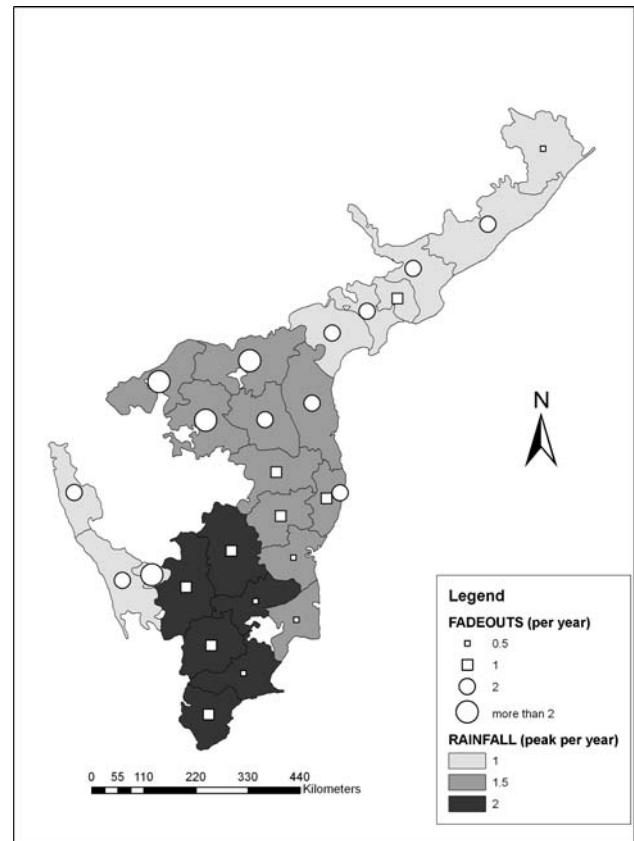 N
Legend
FADEOUTS (per year)
0.5
1
2
more than 2
RAINFALL (peak per year)
1
1.5
2
0 55 110 220 330 440
Kilometers